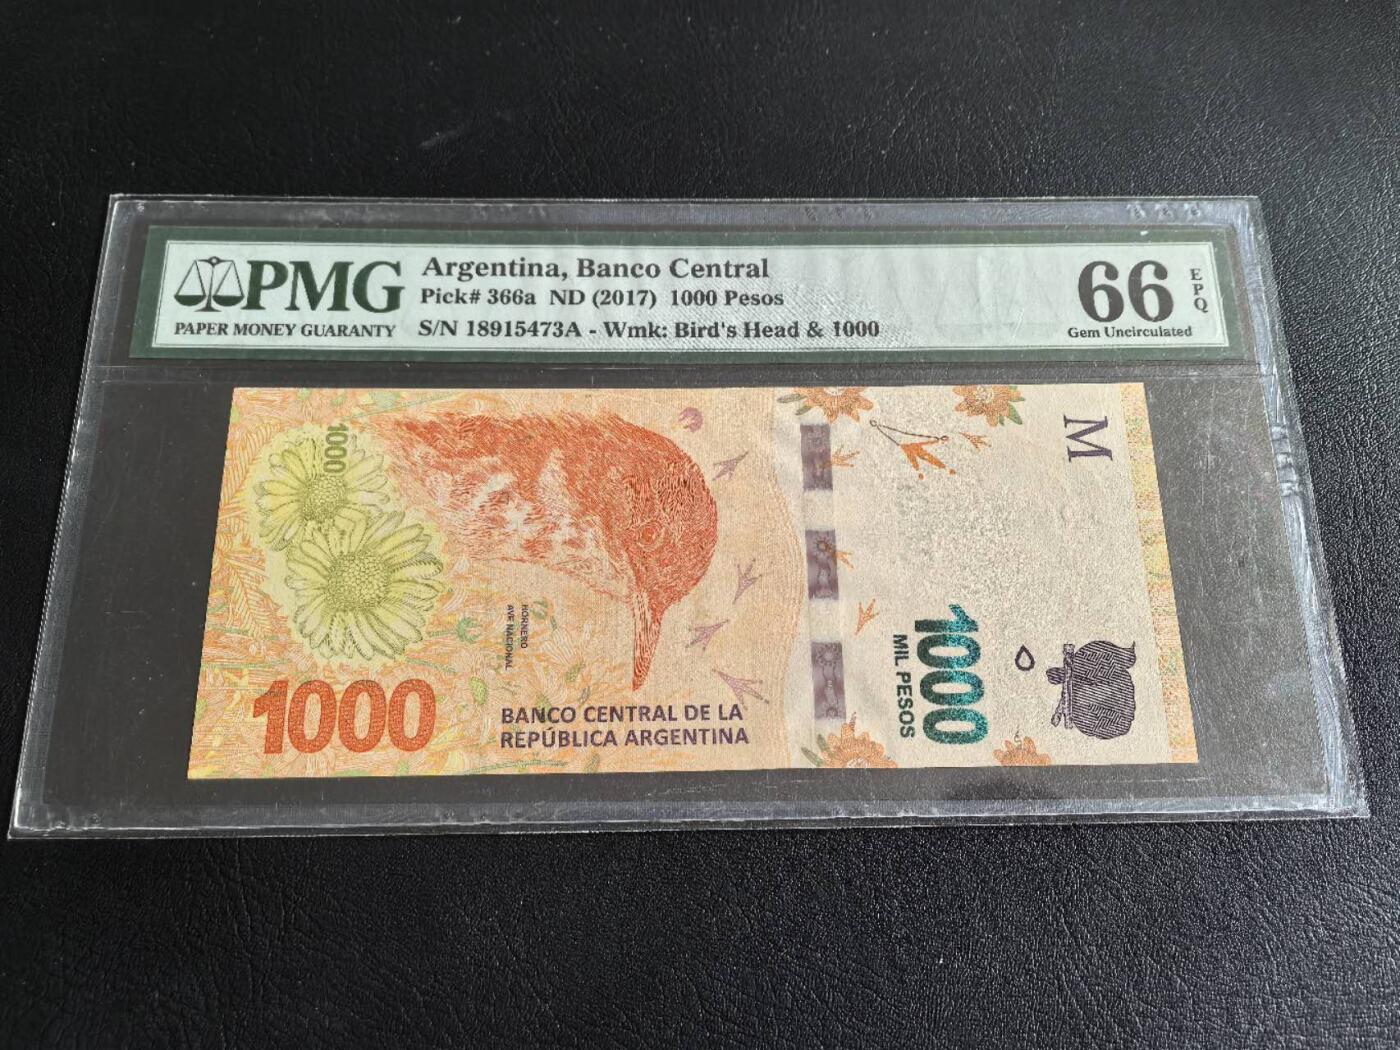 PMG
PAPER MONEY GUARANTY
Argentina, Banco Central
Pick# 366a ND (2017) 1000 Pesos
S/N 18915473A - Wmk: Bird's Head & 1000
66
EPQ
Gem Uncirculated
1000
M
HORNERO
AVE NACIONAL
1000
MIL PESOS
1000
BANCO CENTRAL DE LA
REPÚBLICA ARGENTINA